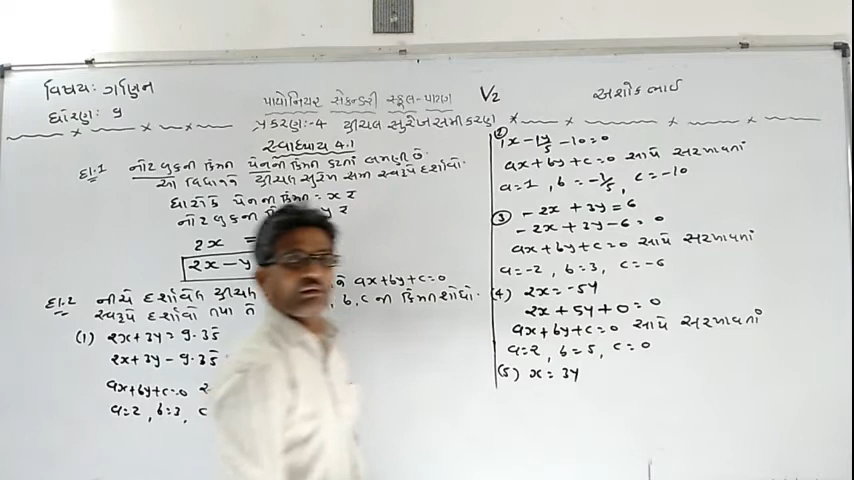 વિષય: ગણિત
ધોરણ: ૯
પાયોનિયર સેકન્ડરી સ્કૂલ-
V2
અશોકભાઈ
પ્રકરણ:-4 દ્વિચલ સુરેખ સમીકરણ
સ્વાધ્યાય 4.1
દા.1 નોટબુકની કિંમત પેનની કિંમત કરતાં બમણી છે.
આ વિધાનને દ્વિચલ સુરેખ સમી સ્વરૂપે દર્શાવો.
ધારો કે પેનની કિંમત = x ₹
નોટબુકની કિ y ₹
2x =
2x-y
દા.2 નીચે દર્શાવેલ દ્વિચલ ને ax+by+c=0
સ્વરૂપે દર્શાવો તથા તે , b, c ની કિંમત શોધો.
(1) 2x+3y=9.35
2x+3y-9.35
ax+by+c=0
a=2, b=3, c
② 1x-1y/5-10=0
ax+by+c=0 સાથે સરખાવતાં
a=1, b=-1/5, c=-10
③ -2x+3y=6
-2x+3y-6=0
ax+by+c=0 સાથે સરખાવતાં
a=-2, b=3, c=-6
(4) 2x=-5y
2x+5y+0=0
ax+by+c=0 સાથે સરખાવતાં
a=2, b=5, c=0
(5) x=3y